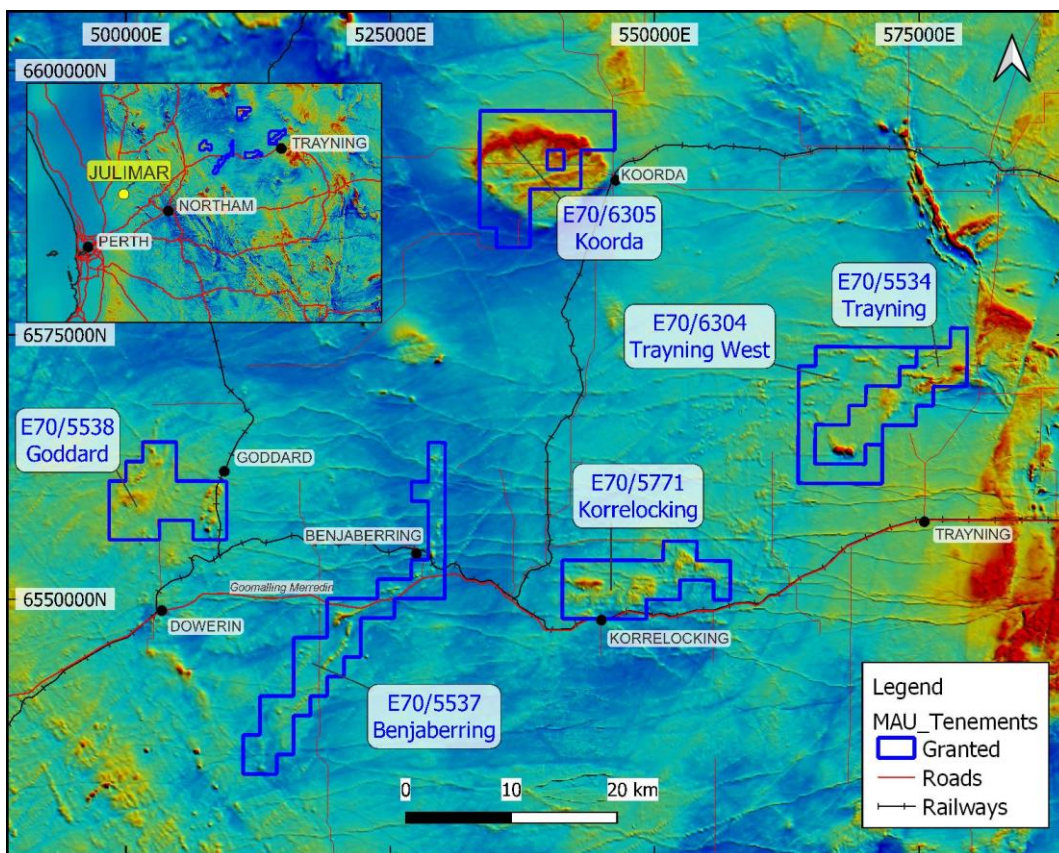 500000E
525000E
550000E
575000E
6600000N
TRAYNING
JULIMAR
NORTHAM
PERTH
KOORDA
E70/6305
Koorda
E70/5534
Trayning
E70/6304
Trayning West
6575000N
E70/5538
Goddard
GODDARD
E70/5771
Korrelocking
BENJABERRING
TRAYNING
Goomalling Merredin
6550000N
DOWERIN
KORRELOCKING
E70/5537
Benjaberring
Legend
MAU_Tenements
Granted
Roads
Railways
0 10 20 km